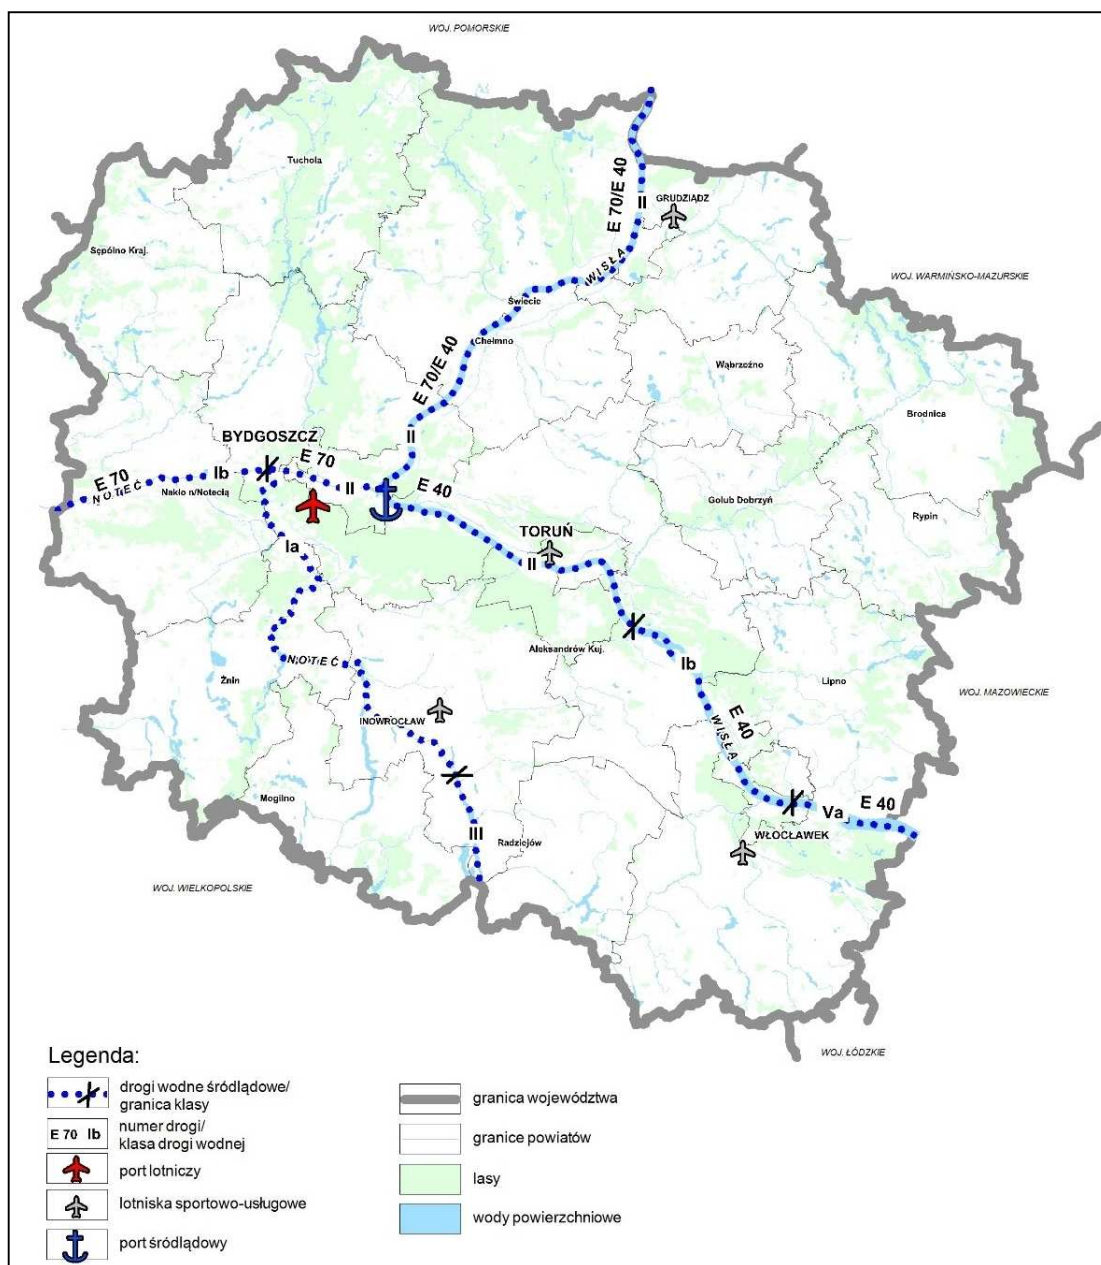 WOJ. POMORSKIE
Tuchola
E 70/E 40
II
GRUDZIĄDZ
Sępólno Kraj.
WISŁA
WOJ. WARMIŃSKO-MAZURSKIE
Świecie
Chełmno
E 70/E 40
Wąbrzeźno
Brodnica
BYDGOSZCZ
II
E 70
NOTEĆ
Ib
E 70
II
E 40
Nakło n/Notecią
Golub Dobrzyń
Rypin
TORUŃ
Ia
II
Aleksandrów Kuj.
NOTEĆ
Ib
Żnin
Lipno
WOJ. MAZOWIECKIE
INOWROCŁAW
E 40
WISŁA
Mogilno
Va
E 40
III
Radziejów
WŁOCŁAWEK
WOJ. WIELKOPOLSKIE
WOJ. ŁÓDZKIE
Legenda:
drogi wodne śródlądowe/
granica klasy
E 70 Ib
numer drogi/
klasa drogi wodnej
port lotniczy
lotniska sportowo-usługowe
port śródlądowy
granica województwa
granice powiatów
lasy
wody powierzchniowe